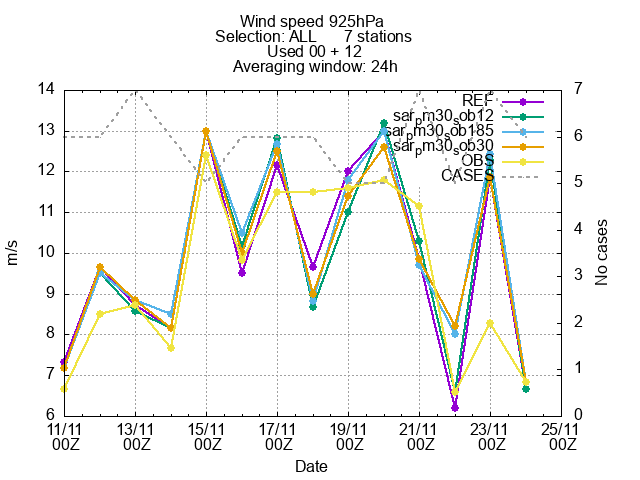 Wind speed 925hPa
Selection: ALL 7 stations
Used 00 + 12
Averaging window: 24h
14
13
12
11
10
9
8
7
6
m/s
7
6
5
4
3
2
1
0
No cases
REF
sar_pm30_sob12
sar_pm30_sob185
sar_pm30_sob30
OBS
CASES
11/11 13/11 15/11 17/11 19/11 21/11 23/11 25/11
00Z 00Z 00Z 00Z 00Z 00Z 00Z 00Z
Date